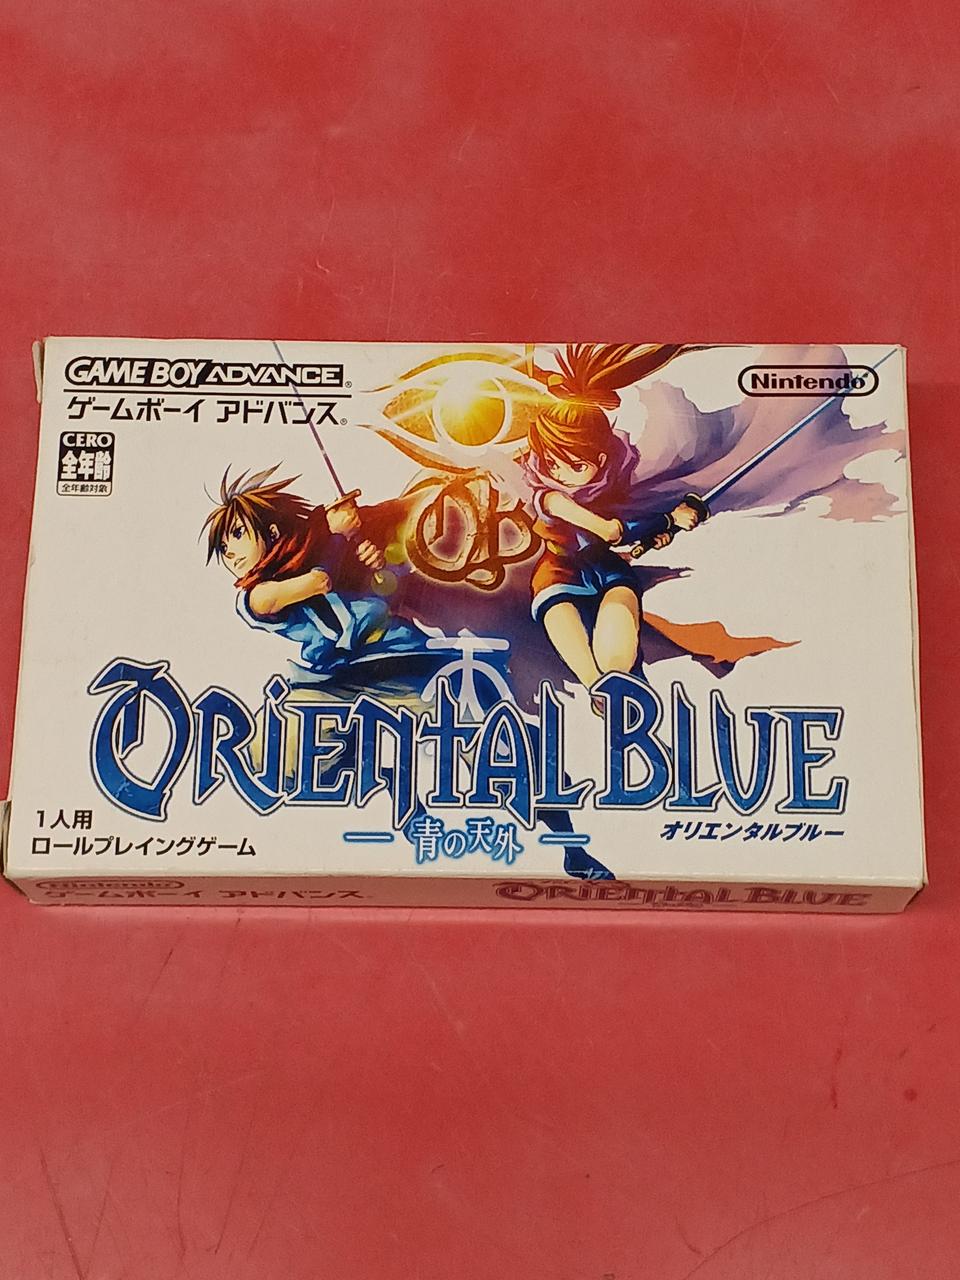 GAME BOY ADVANCE®
ゲームボーイ アドバンス®
Nintendo®
CERO
全年齢
全年齢対象
ORIENTAL BLUE
オリエンタルブルー
青の天外
1人用
ロールプレイングゲーム
Nintendo
ゲームボーイ アドバンス
ORIENTAL BLUE